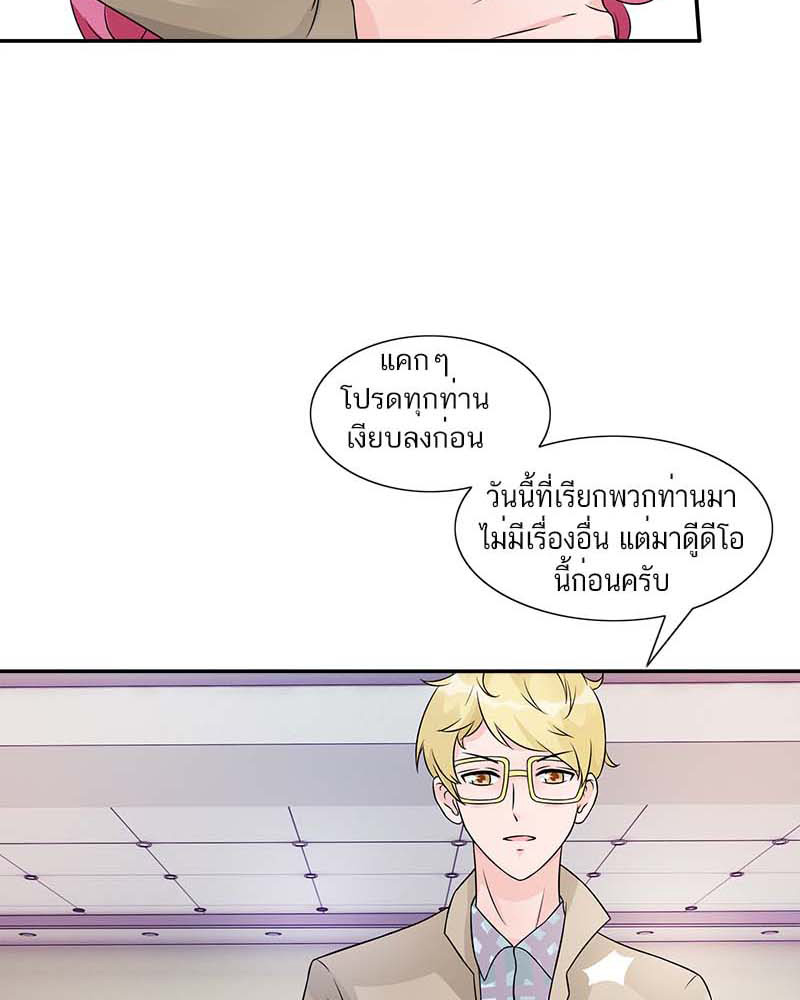 แคกๆ
โปรดทุกท่าน
เงียบลงก่อน
วันนี้ที่เรียกพวกท่านมา
ไม่มีเรื่องอื่น แต่มาดูีดีโอ
นี้ก่อนครับ